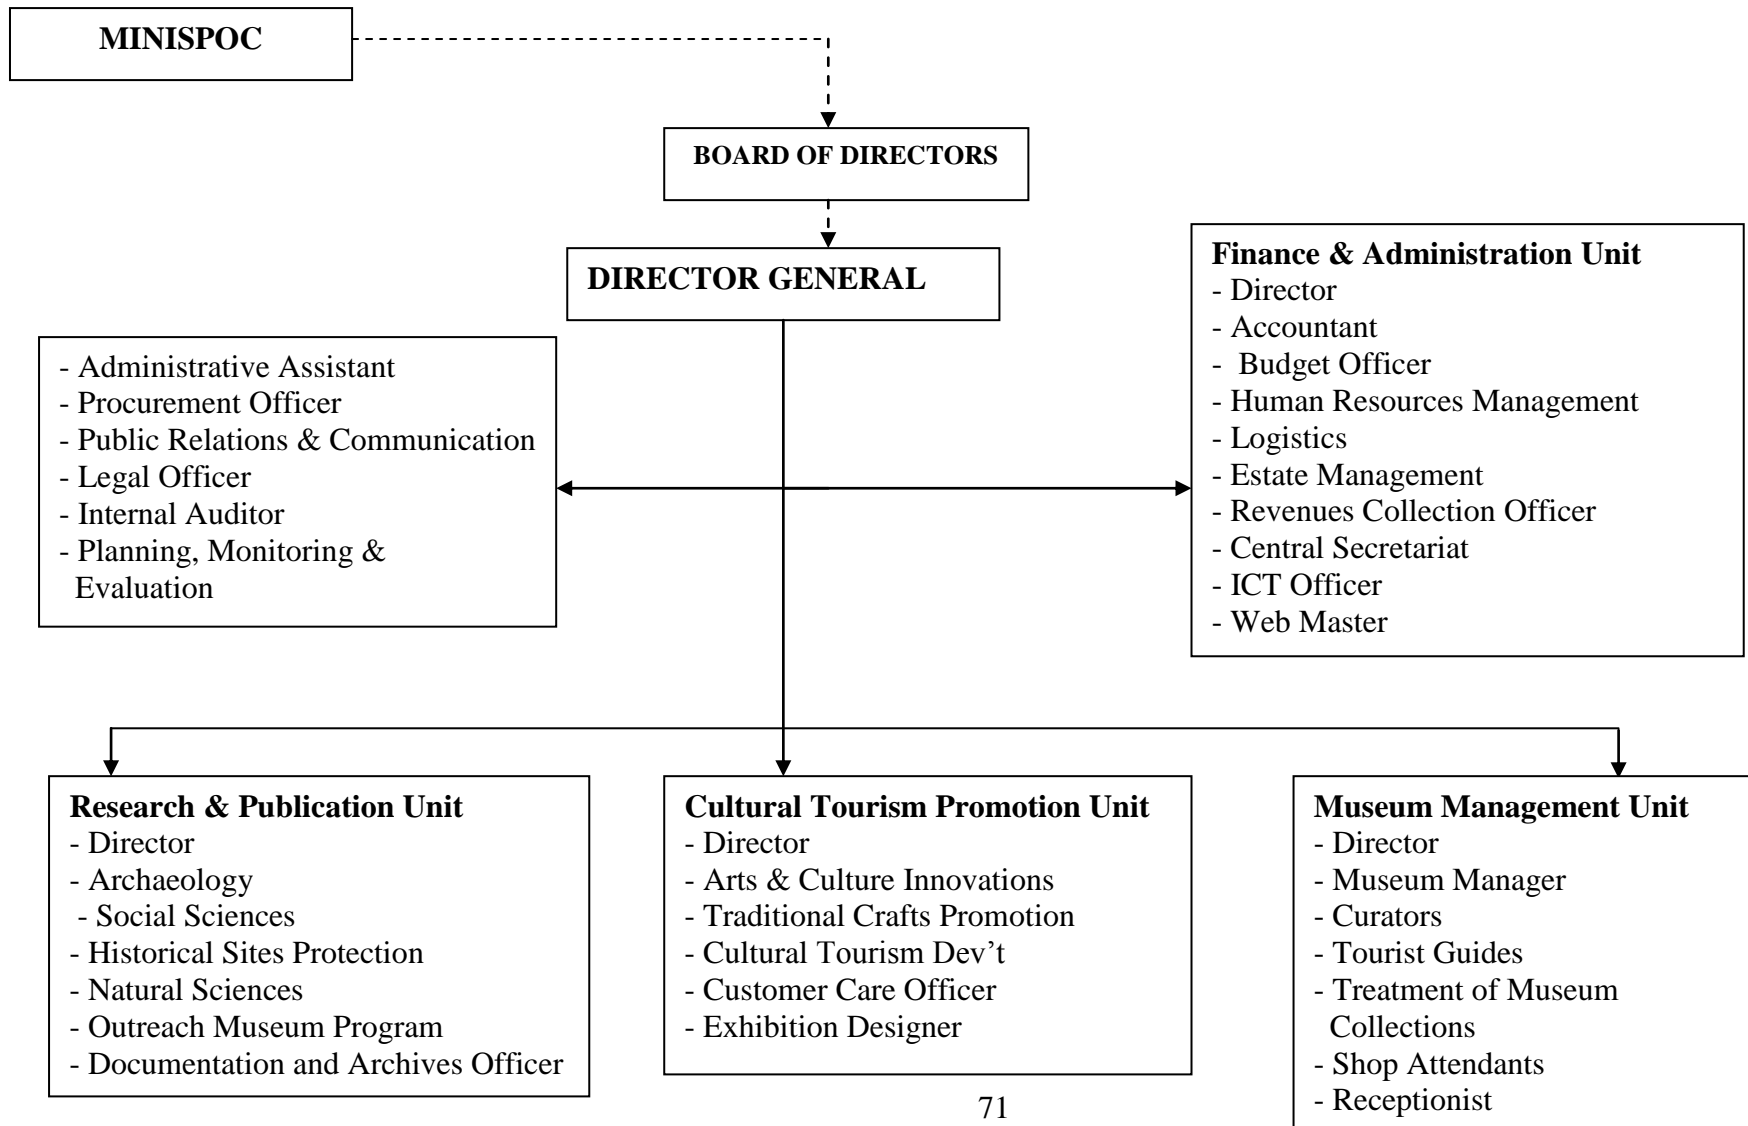 MINISPOC
BOARD OF DIRECTORS
DIRECTOR GENERAL
- Administrative Assistant
- Procurement Officer
- Public Relations & Communication
- Legal Officer
- Internal Auditor
- Planning, Monitoring &
Evaluation
Finance & Administration Unit
- Director
- Accountant
-  Budget Officer
- Human Resources Management
- Logistics
- Estate Management
- Revenues Collection Officer
- Central Secretariat
- ICT Officer
- Web Master
Research & Publication Unit
- Director
- Archaeology
- Social Sciences
- Historical Sites Protection
- Natural Sciences
- Outreach Museum Program
- Documentation and Archives Officer
Cultural Tourism Promotion Unit
- Director
- Arts & Culture Innovations
- Traditional Crafts Promotion
- Cultural Tourism Dev’t
- Customer Care Officer
- Exhibition Designer
Museum Management Unit
- Director
- Museum Manager
- Curators
- Tourist Guides
- Treatment of Museum
Collections
- Shop Attendants
- Receptionist
71